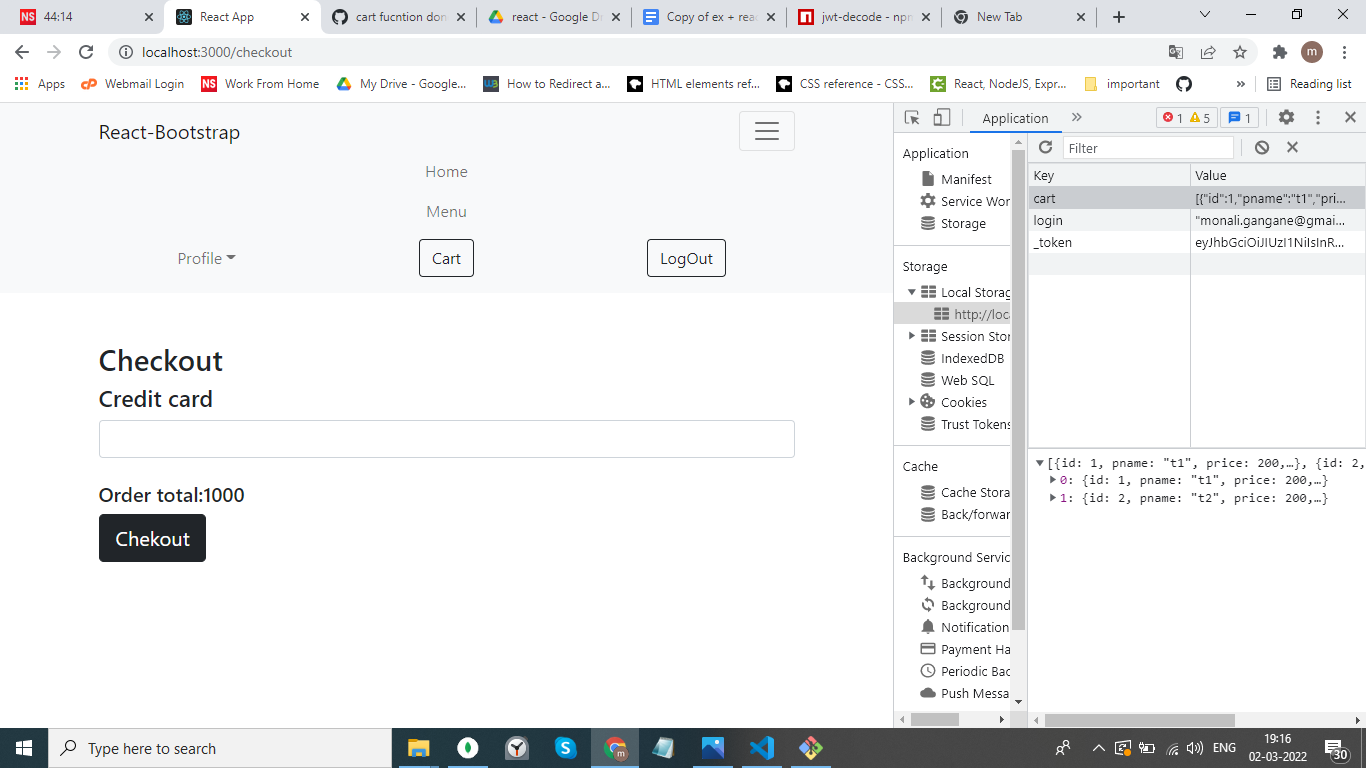 44:14
React App
cart fucntion don
react - Google Dr
Copy of ex + rea
jwt-decode - npm
New Tab
localhost:3000/checkout
m
Apps
Webmail Login
Work From Home
My Drive - Google...
How to Redirect a...
HTML elements ref...
CSS reference - CSS...
React, NodeJS, Expr...
important
»
Reading list
React-Bootstrap
Home
Menu
Profile
Cart
LogOut
Checkout
Credit card
Order total:1000
Chekout
Application
»
1
5
1
Application
Manifest
Service Wor
Storage
Storage
Local Storag
http://loca
Session Stor
IndexedDB
Web SQL
Cookies
Trust Tokens
Cache
Cache Stora
Back/forwar
Background Servic
Background
Background
Notification
Payment Ha
Periodic Bac
Push Messa
Filter
Key Value
cart [{"id":1,"pname":"t1","pri...
login "monali.gangane@gmai...
_token eyJhbGciOiJIUzI1NiIsInR...
[{id: 1, pname: "t1", price: 200,…}, {id: 2,
0: {id: 1, pname: "t1", price: 200,…}
1: {id: 2, pname: "t2", price: 200,…}
Type here to search
ENG
19:16
02-03-2022
30